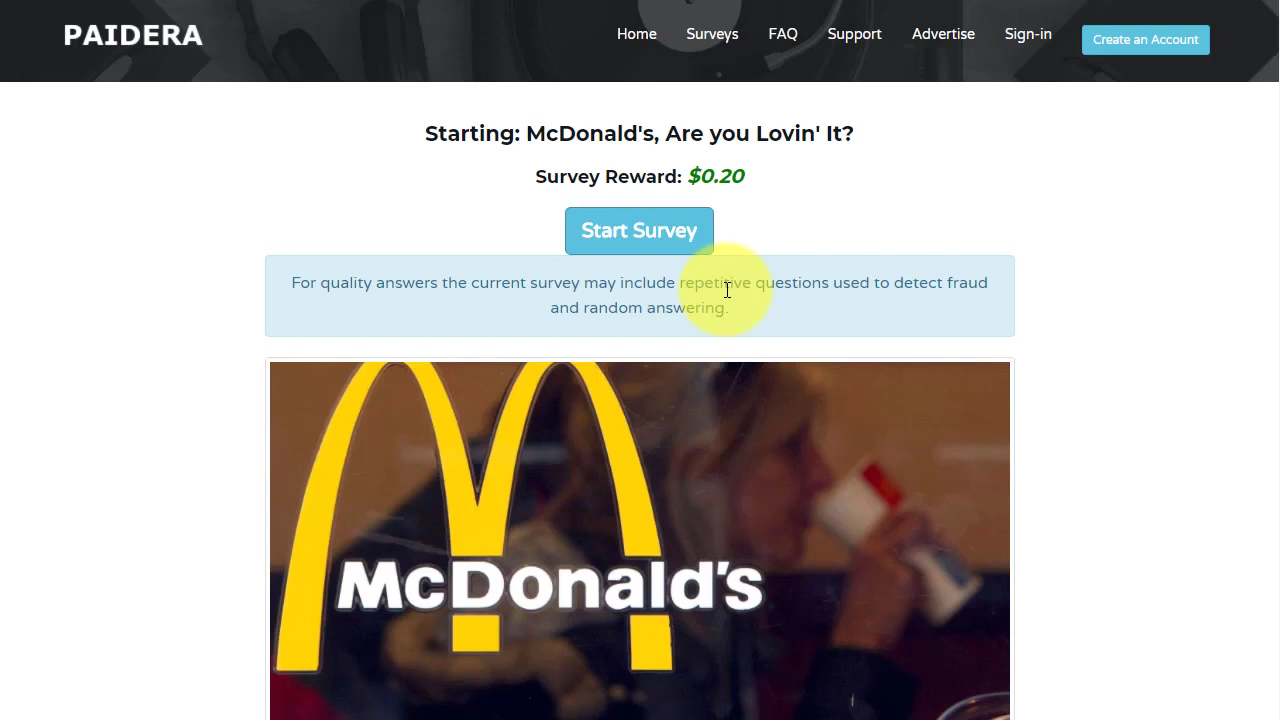 PAIDERA
Home Surveys FAQ Support Advertise Sign-in Create an Account
Starting: McDonald's, Are you Lovin' It?
Survey Reward: $0.20
Start Survey
For quality answers the current survey may include repetitive questions used to detect fraud
and random answering.
McDonald's